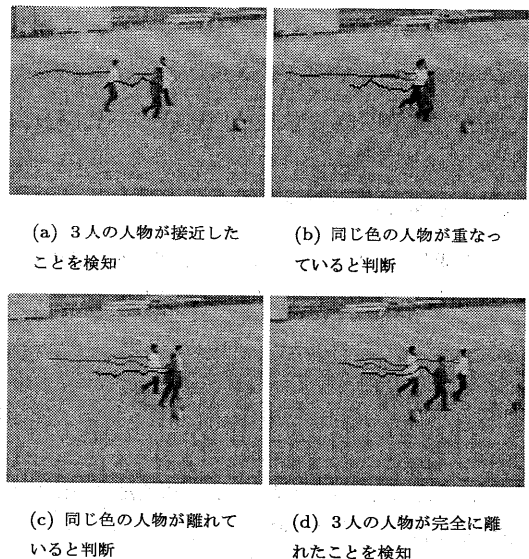 (a) 3人の人物が接近した
ことを検知
(b) 同じ色の人物が重なっ
ていると判断
(c) 同じ色の人物が離れて
いると判断
(d) 3人の人物が完全に離
れたことを検知